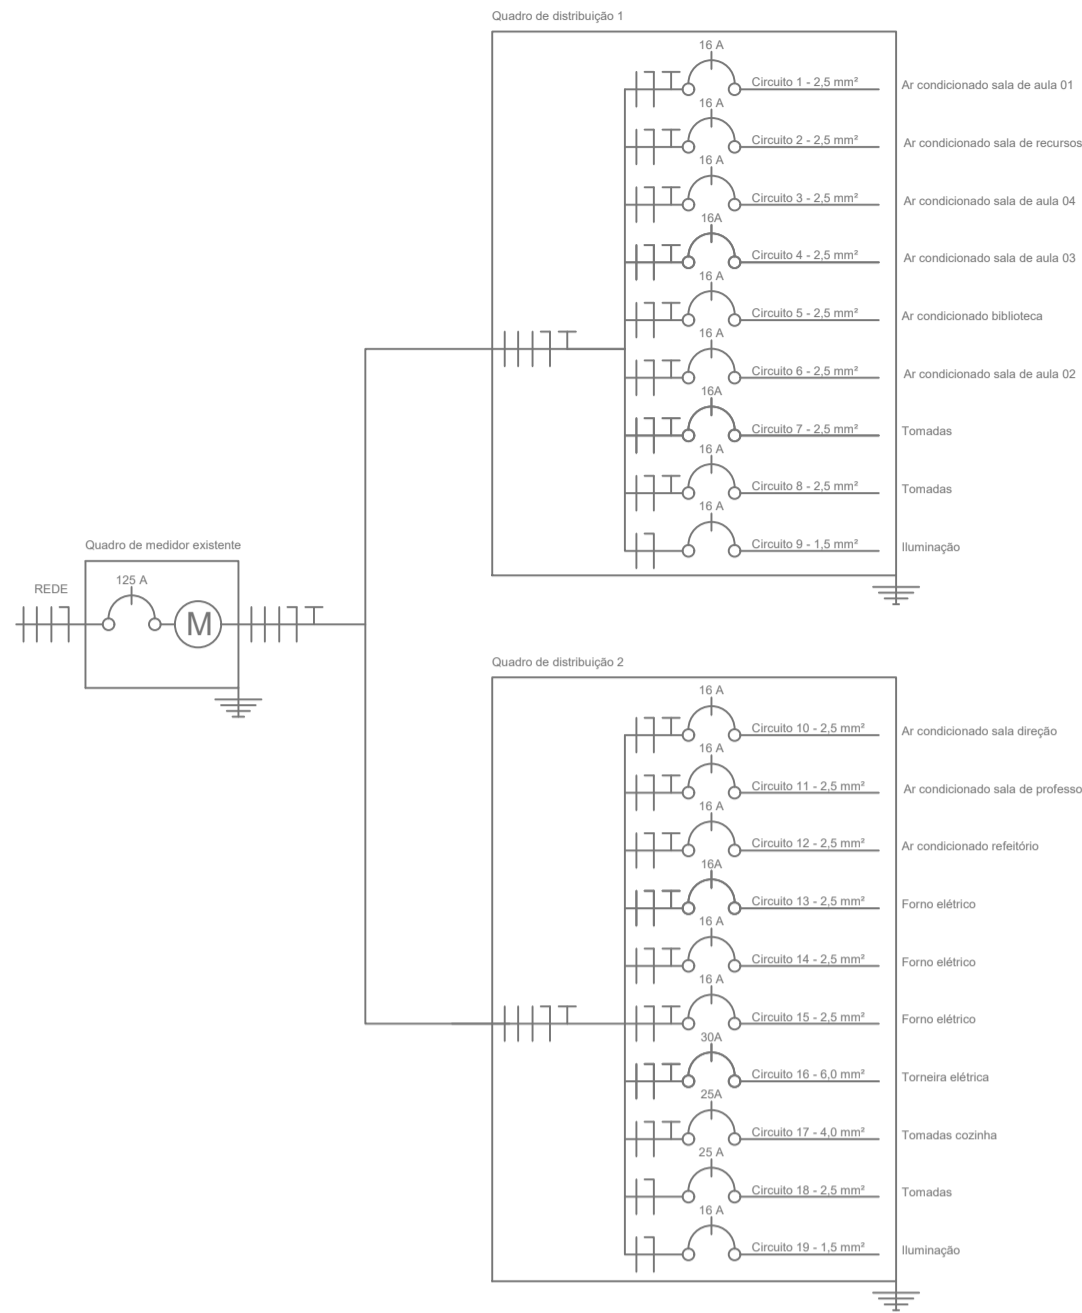 Quadro de distribuição 1
16 A
Circuito 1 - 2,5 mm²
Ar condicionado sala de aula 01
16 A
Circuito 2 - 2,5 mm²
Ar condicionado sala de recursos
16 A
Circuito 3 - 2,5 mm²
Ar condicionado sala de aula 04
16A
Circuito 4 - 2,5 mm²
Ar condicionado sala de aula 03
16 A
Circuito 5 - 2,5 mm²
Ar condicionado biblioteca
16 A
Circuito 6 - 2,5 mm²
Ar condicionado sala de aula 02
16A
Circuito 7 - 2,5 mm²
Tomadas
16 A
Circuito 8 - 2,5 mm²
Tomadas
16 A
Circuito 9 - 1,5 mm²
Iluminação
Quadro de medidor existente
REDE
125 A
M
Quadro de distribuição 2
16 A
Circuito 10 - 2,5 mm²
Ar condicionado sala direção
16 A
Circuito 11 - 2,5 mm²
Ar condicionado sala de professo
16 A
Circuito 12 - 2,5 mm²
Ar condicionado refeitório
16A
Circuito 13 - 2,5 mm²
Forno elétrico
16 A
Circuito 14 - 2,5 mm²
Forno elétrico
16 A
Circuito 15 - 2,5 mm²
Forno elétrico
30A
Circuito 16 - 6,0 mm²
Torneira elétrica
25A
Circuito 17 - 4,0 mm²
Tomadas cozinha
25 A
Circuito 18 - 2,5 mm²
Tomadas
16 A
Circuito 19 - 1,5 mm²
Iluminação